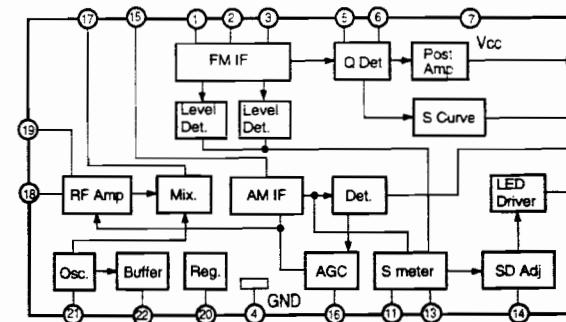 17 15 1 2 3 5 6 7
Vcc
FM IF
Q Det
Post
Amp
Level
Det.
Level
Det.
S Curve
19
18
RF Amp
Mix.
AM IF
Det.
LED
Driver
Osc.
Buffer
Reg.
AGC
S meter
SD Adj
GND
21 22 20 4 16 11 13 14